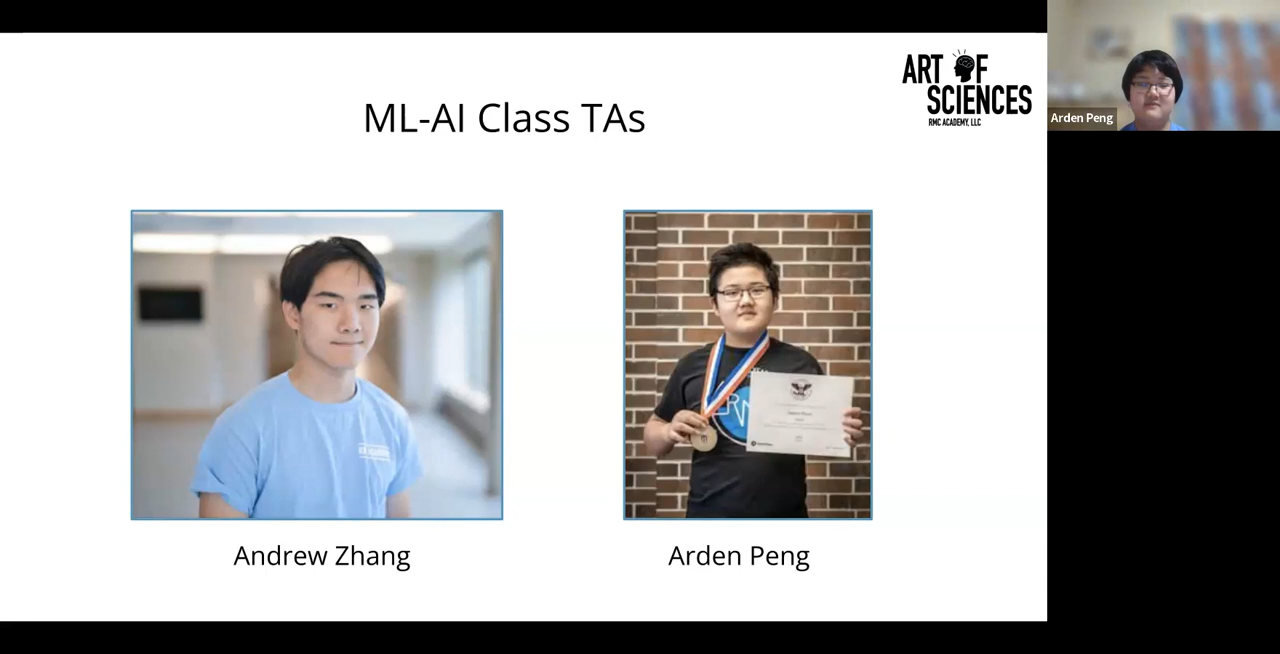 ART OF
SCIENCES
RMC ACADEMY, LLC
ML-AI Class TAs
Arden Peng
Andrew Zhang
Arden Peng